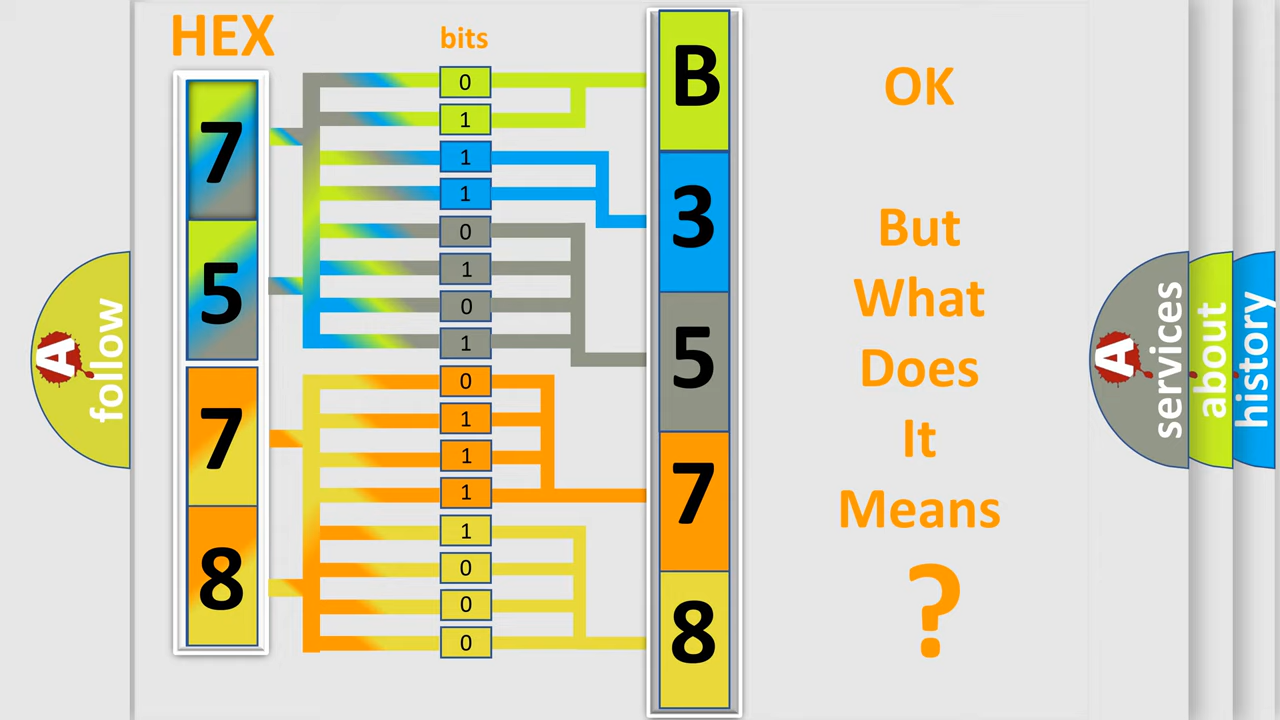 HEX
bits
7
5
7
8
0
1
1
1
0
1
0
1
0
1
1
1
1
0
0
0
B
3
5
7
8
OK
But
What
Does
It
Means
?
A
follow
A
services
about
history